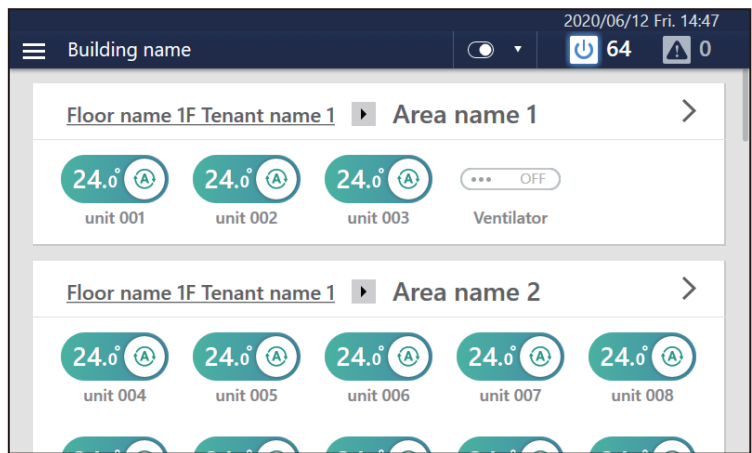 2020/06/12 Fri. 14:47
Building name 64 0
Floor name 1F Tenant name 1 Area name 1
24.0° A 24.0° A 24.0° A OFF
unit 001 unit 002 unit 003 Ventilator
Floor name 1F Tenant name 1 Area name 2
24.0° A 24.0° A 24.0° A 24.0° A 24.0° A
unit 004 unit 005 unit 006 unit 007 unit 008